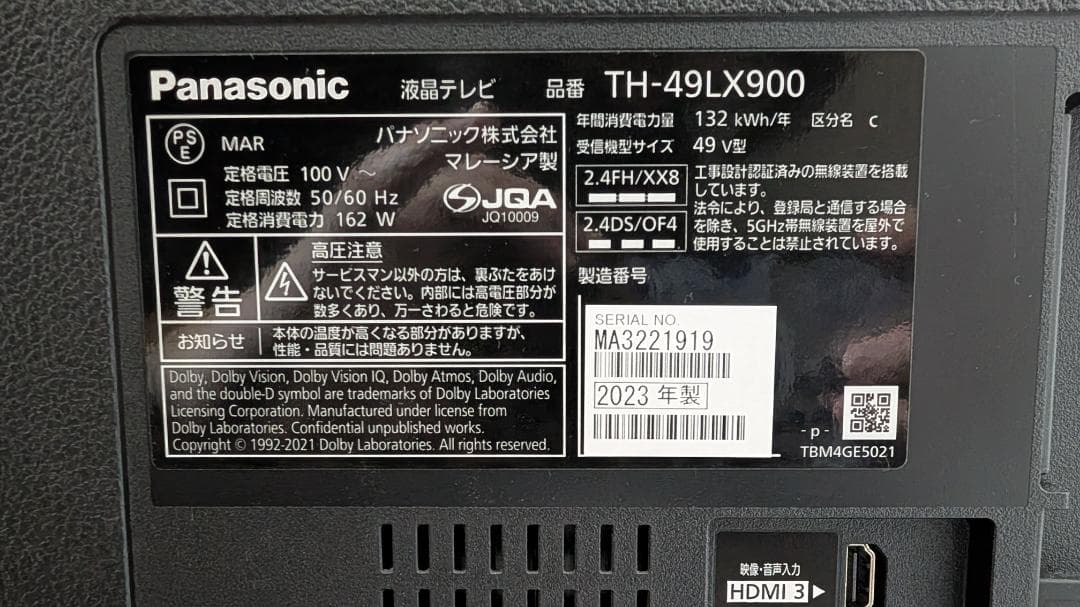 Panasonic 液晶テレビ 品番 TH-49LX900
PS
E
MAR
パナソニック株式会社
マレーシア製
定格電圧 100 V ～
定格周波数 50/60 Hz
定格消費電力 162 W
JQA
JQ10009
警告
高圧注意
サービスマン以外の方は、裏ぶたをあけ
ないでください。内部には高電圧部分が
数多くあり、万一さわると危険です。
お知らせ
本体の温度が高くなる部分がありますが、
性能・品質には問題ありません。
Dolby, Dolby Vision, Dolby Vision IQ, Dolby Atmos, Dolby Audio,
and the double-D symbol are trademarks of Dolby Laboratories
Licensing Corporation. Manufactured under license from
Dolby Laboratories. Confidential unpublished works.
Copyright © 1992-2021 Dolby Laboratories. All rights reserved.
年間消費電力量 132 kWh/年 区分名 c
受信機型サイズ 49 V型
2.4FH/XX8
2.4DS/OF4
工事設計認証済みの無線装置を搭載
しています。
法令により、登録局と通信する場合
を除き、5GHz帯無線装置を屋外で
使用することは禁止されています。
製造番号
SERIAL NO.
MA3221919
2023 年製
-p-
TBM4GE5021
映像・音声入力
HDMI 3